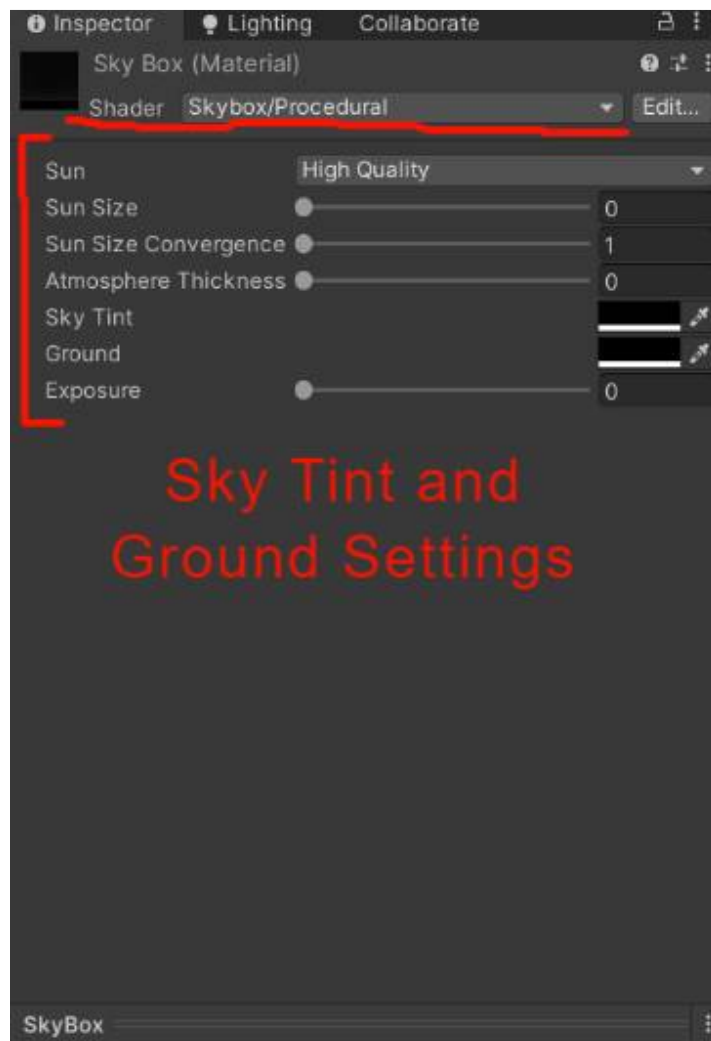 Inspector Lighting Collaborate
Sky Box (Material)
Shader Skybox/Procedural Edit...
Sun High Quality
Sun Size 0
Sun Size Convergence 1
Atmosphere Thickness 0
Sky Tint
Ground
Exposure 0
Sky Tint and
Ground Settings
SkyBox